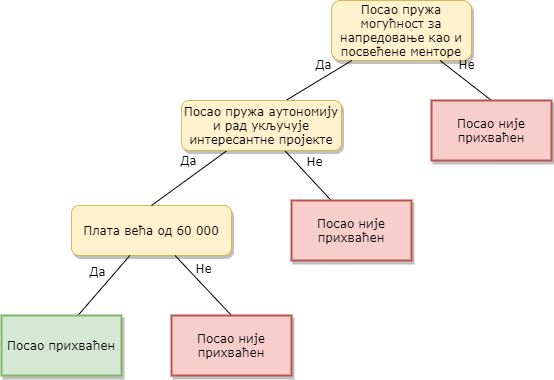 Посао пружа
могућност за
напредовање као и
посвећене менторе
Да
Не
Посао пружа аутономију
и рад укључује
интересантне пројекте
Посао није
прихваћен
Да
Не
Плата већа од 60 000
Посао није
прихваћен
Да
Не
Посао прихваћен
Посао није
прихваћен